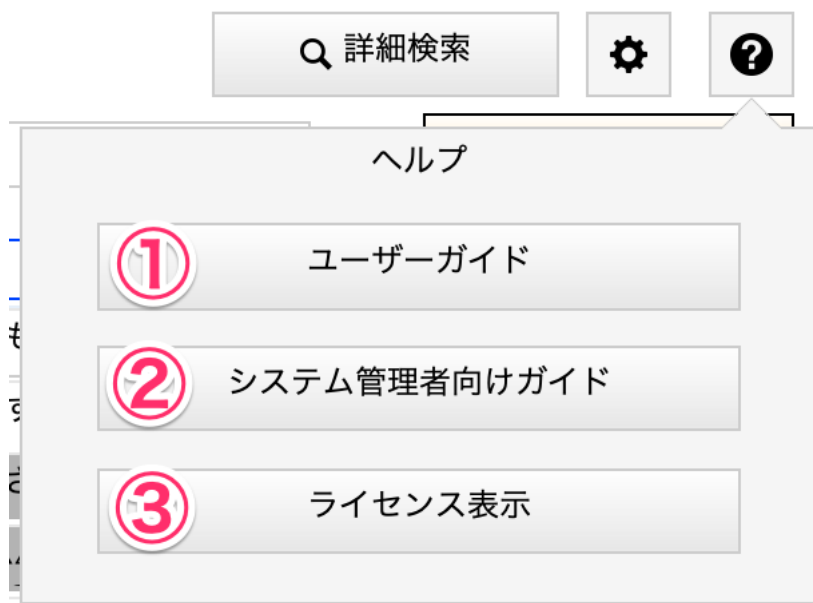 詳細検索
ヘルプ
① ユーザーガイド
② システム管理者向けガイド
③ ライセンス表示
も